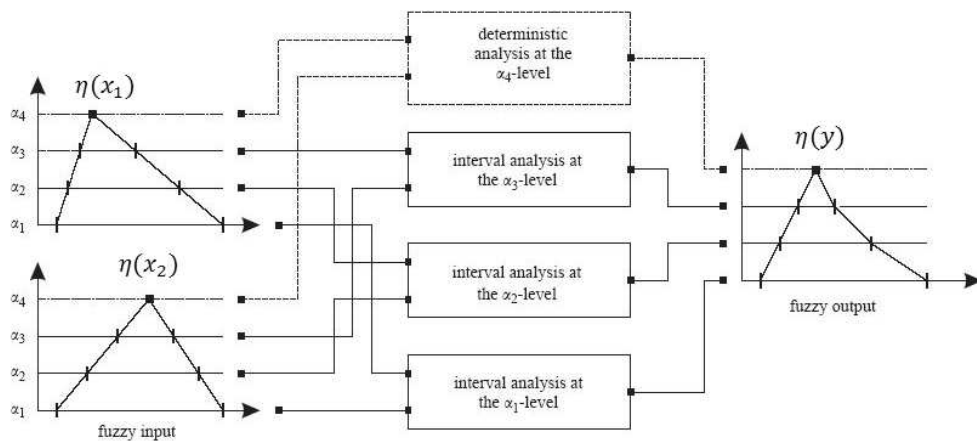 η(x₁)
α₄
α₃
α₂
α₁
η(x₂)
α₄
α₃
α₂
α₁
fuzzy input
deterministic
analysis at the
α₄-level
interval analysis at
the α₃-level
interval analysis at
the α₂-level
interval analysis at
the α₁-level
η(y)
fuzzy output